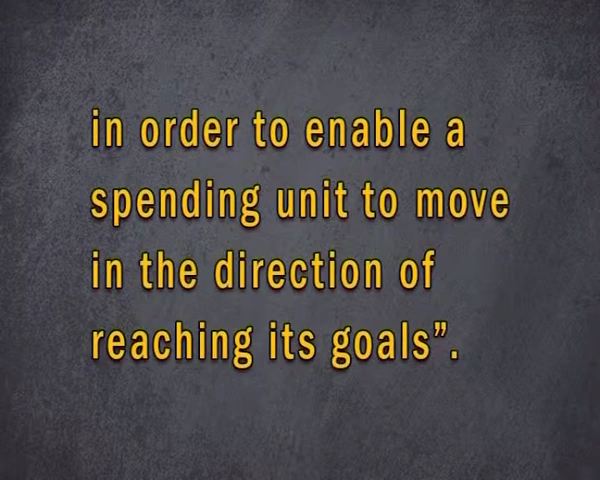 in order to enable a
spending unit to move
in the direction of
reaching its goals”.